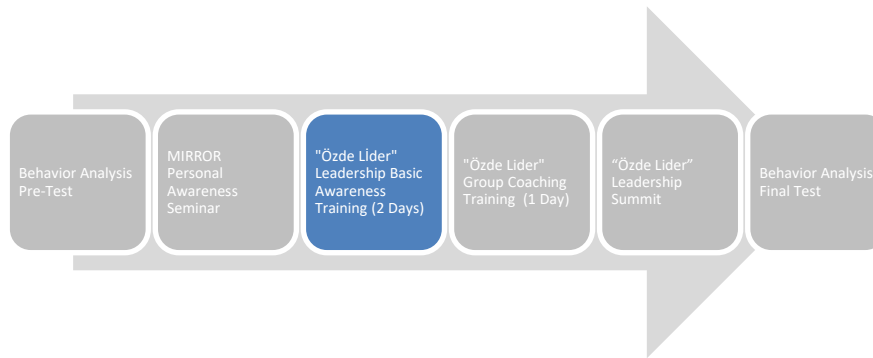 Behavior Analysis
Pre-Test
MIRROR
Personal
Awareness
Seminar
"Özde Lİder"
Leadership Basic
Awareness
Training (2 Days)
"Özde Lider"
Group Coaching
Training (1 Day)
“Özde Lider”
Leadership
Summit
Behavior Analysis
Final Test